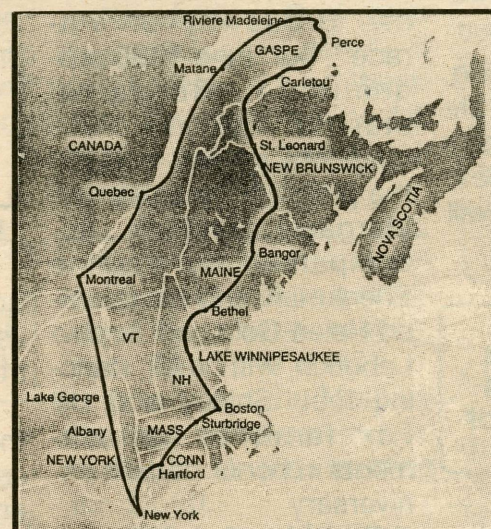 Riviere Madeleine
GASPE
Perce
Matane
Carletou
CANADA
St. Leonard
NEW BRUNSWICK
Quebec
NOVA SCOTIA
Bangor
Montreal
MAINE
Bethel
VT
LAKE WINNIPESAUKEE
NH
Lake George
Boston
Albany
MASS
Sturbridge
NEW YORK
CONN
Hartford
New York